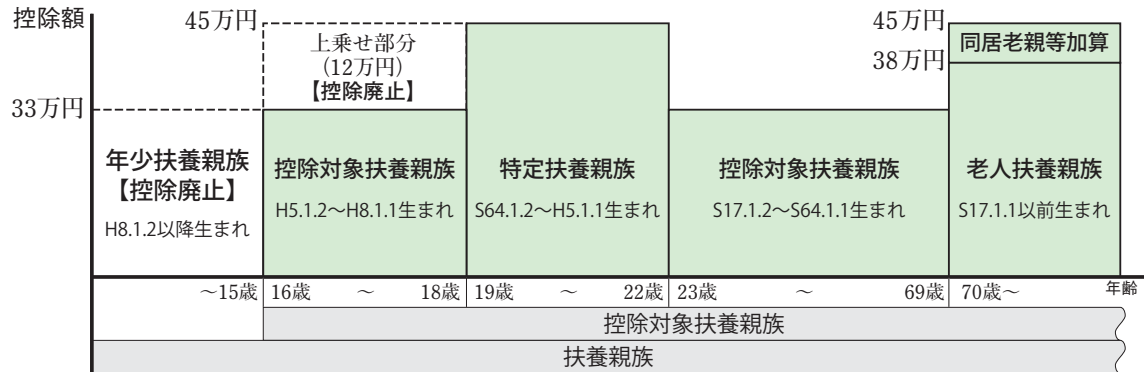 控除額
45万円
33万円
上乗せ部分
(12万円)
【控除廃止】
45万円
38万円
同居老親等加算
年少扶養親族
【控除廃止】
H8.1.2以降生まれ
控除対象扶養親族
H5.1.2～H8.1.1生まれ
特定扶養親族
S64.1.2～H5.1.1生まれ
控除対象扶養親族
S17.1.2～S64.1.1生まれ
老人扶養親族
S17.1.1以前生まれ
～15歳 16歳 ～ 18歳 19歳 ～ 22歳 23歳 ～ 69歳 70歳～ 年齢
控除対象扶養親族
扶養親族